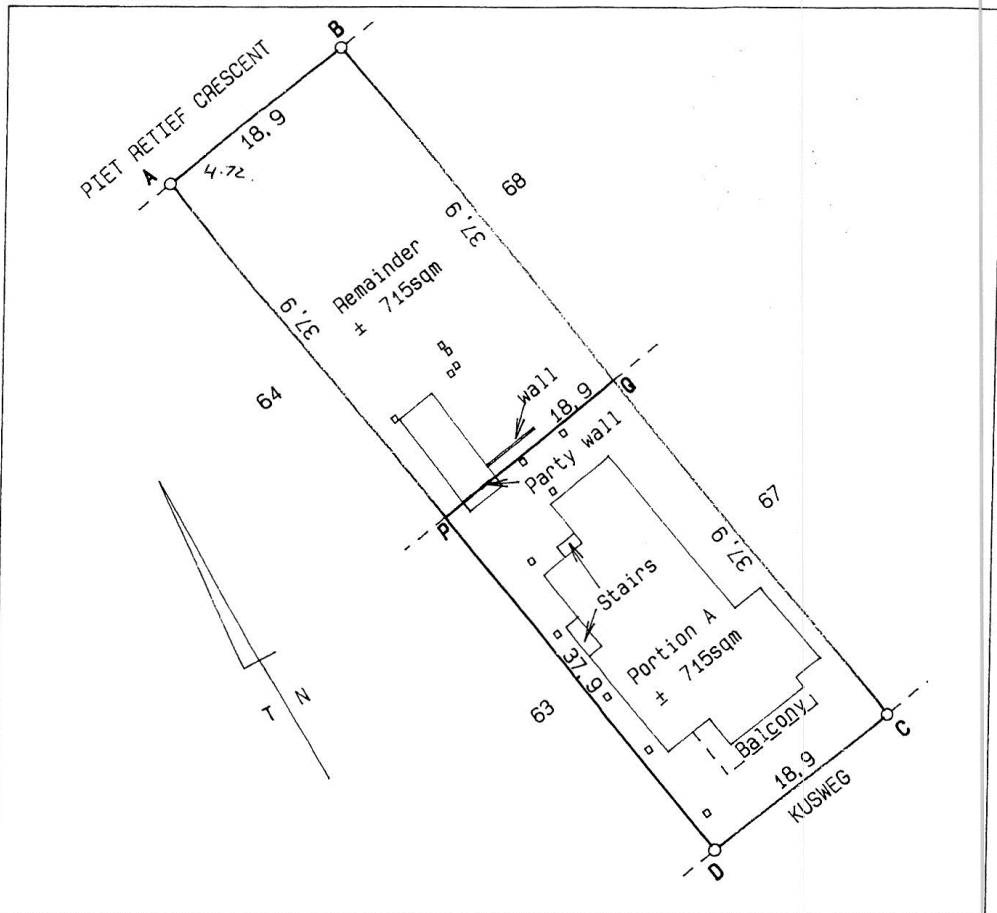 B
PIET RETIEF CRESCENT
18,9
A
4.72.
68
37,9
Remainder
± 715sqm
37,9
64
wall
18,9
Q
Party wall
P
67
37,9
Stairs
Portion A
± 715sqm
37,9
63
T N
Balcony
C
18,9
KUSWEG
D